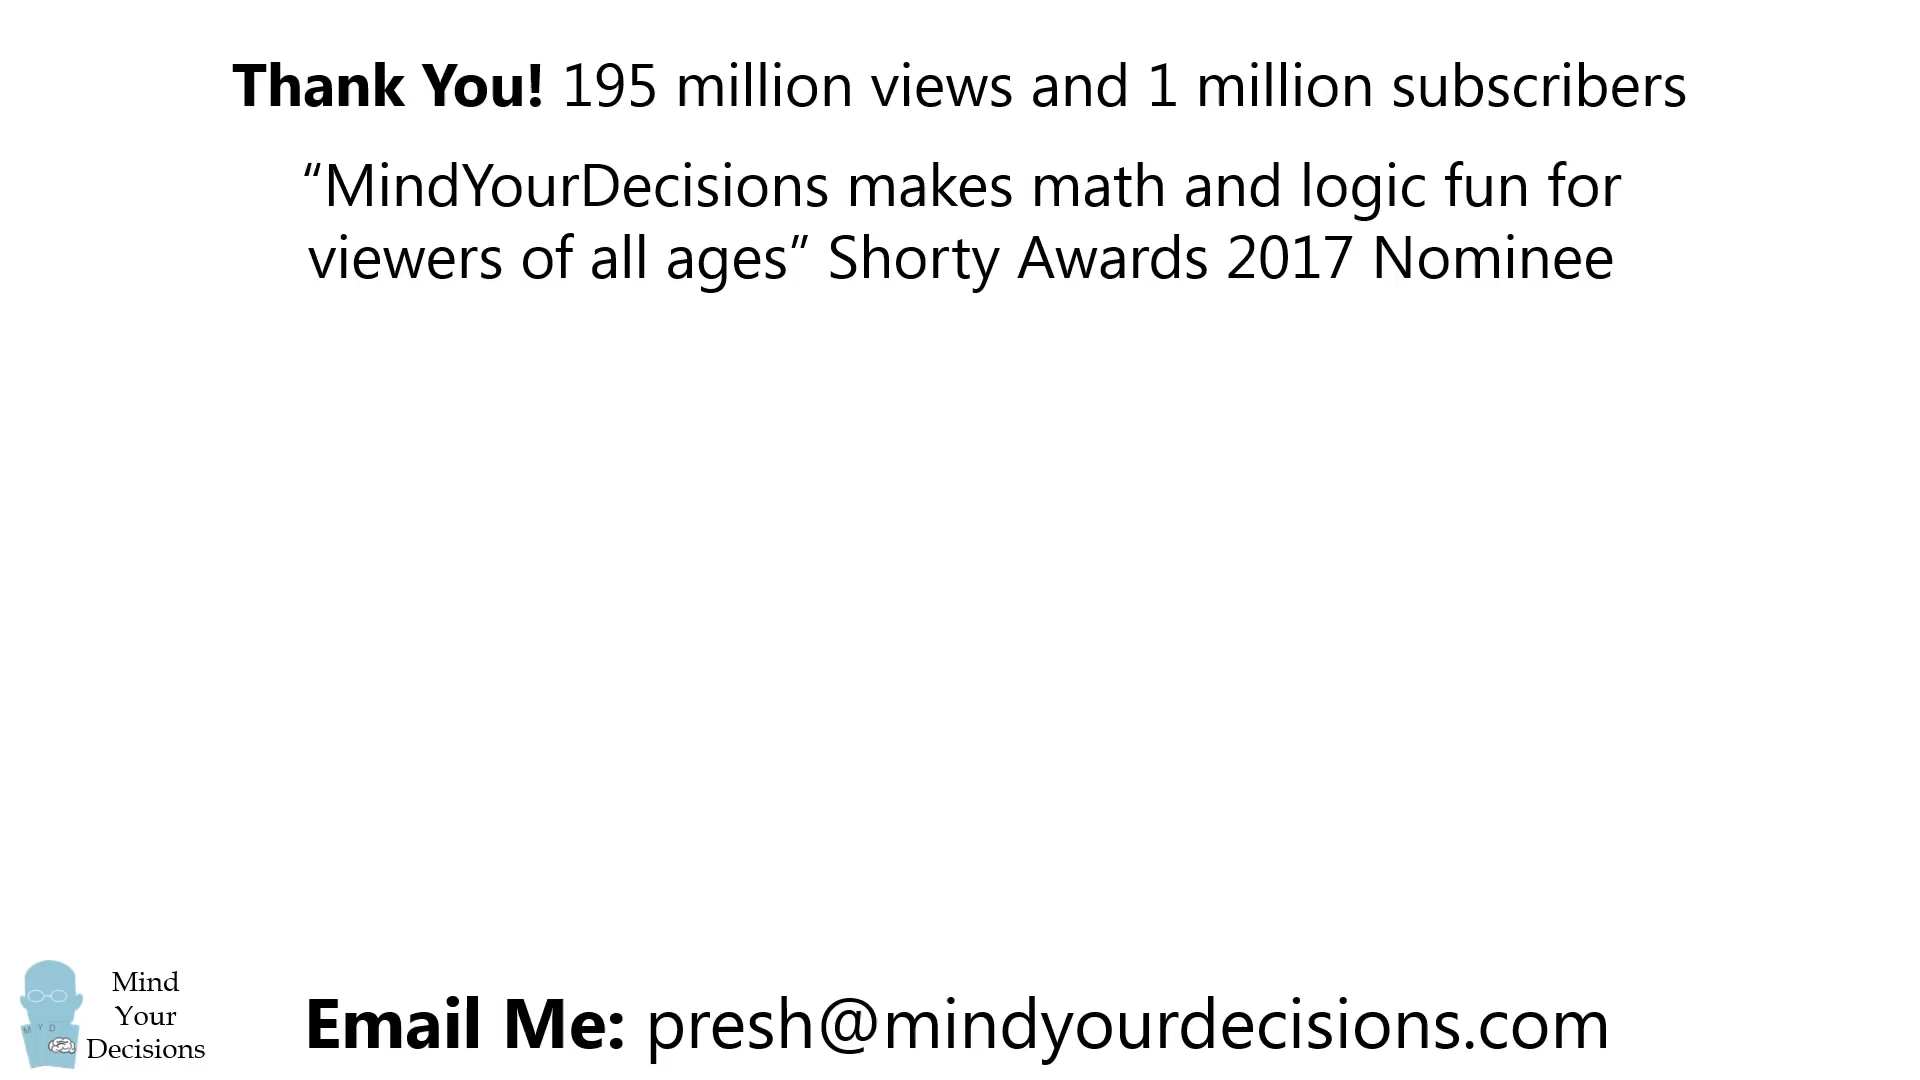 Thank You! 195 million views and 1 million subscribers
“MindYourDecisions makes math and logic fun for
viewers of all ages” Shorty Awards 2017 Nominee
Mind
Your
Decisions
M Y D
Email Me: presh@mindyourdecisions.com